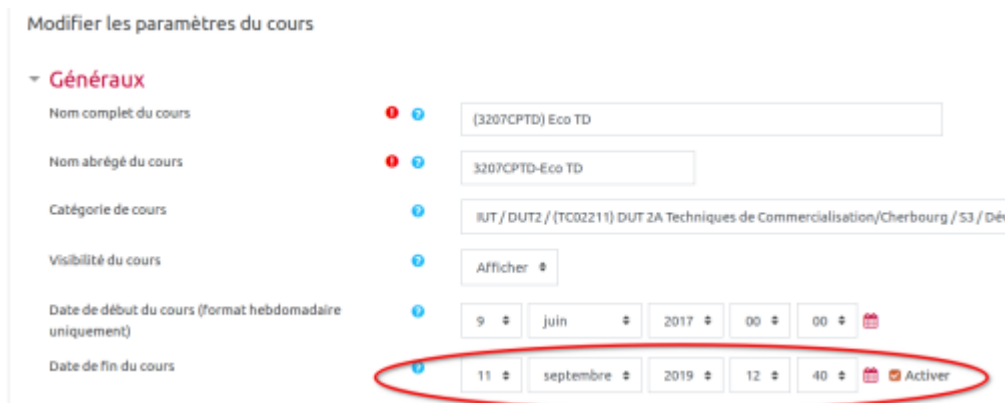 Modifier les paramètres du cours
Généraux
Nom complet du cours
(3207CPTD) Eco TD
Nom abrégé du cours
3207CPTD-Eco TD
Catégorie de cours
IUT / DUT2 / (TC02211) DUT 2A Techniques de Commercialisation/Cherbourg / S3 / Dév
Visibilité du cours
Afficher
Date de début du cours (format hebdomadaire
uniquement)
9 juin 2017 00 00
Date de fin du cours
11 septembre 2019 12 40 Activer